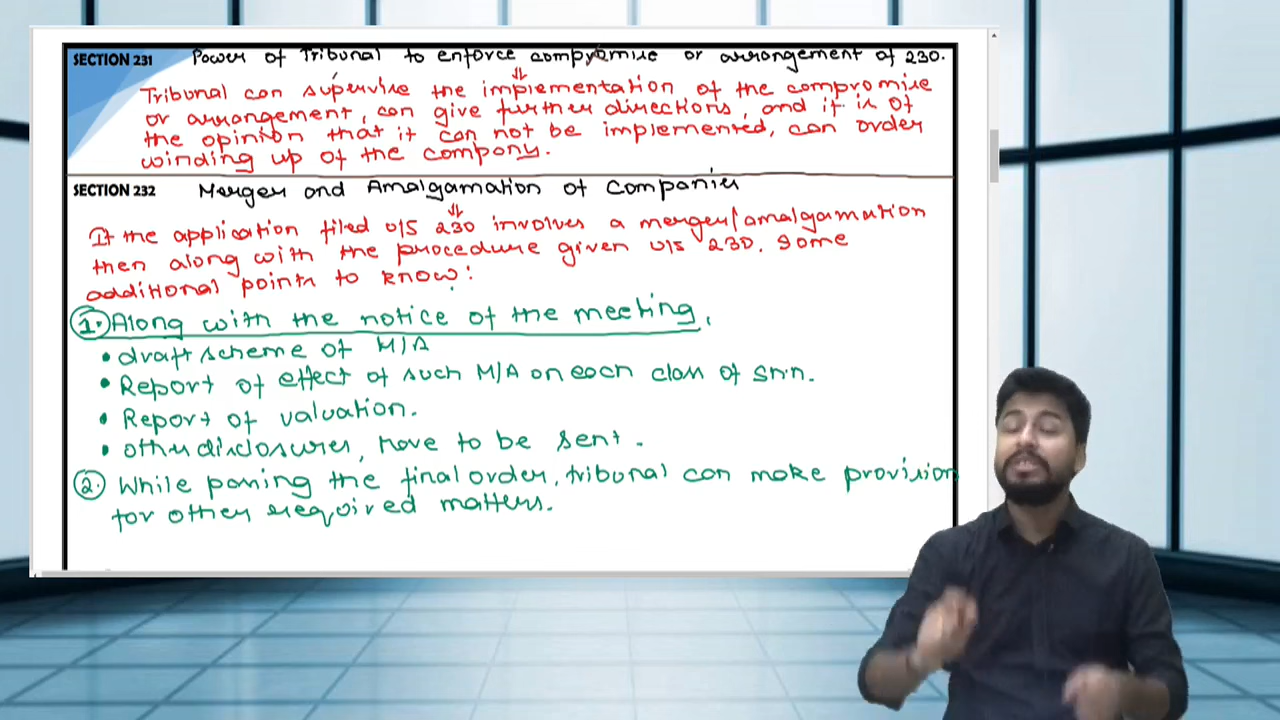 SECTION 231 Power of Tribunal to enforce compromise or arrangement of 230.
Tribunal can supervise the implementation of the compromise
or arrangement, can give further directions, and if is of
the opinion that it can not be implemented, can order
winding up of the company.
SECTION 232 Merger and Amalgamation of Companies
If the application filed U/S 230 involves a merger/amalgamation
then along with the procedure given U/S 230. Some
additional points to know:
1. Along with the notice of the meeting,
• draft scheme of M/A
• Report of effect of such M/A on each class of SH.
• Report of valuation.
• other disclosures, have to be sent.
2. While passing the final order, tribunal can make provision
for other required matters.